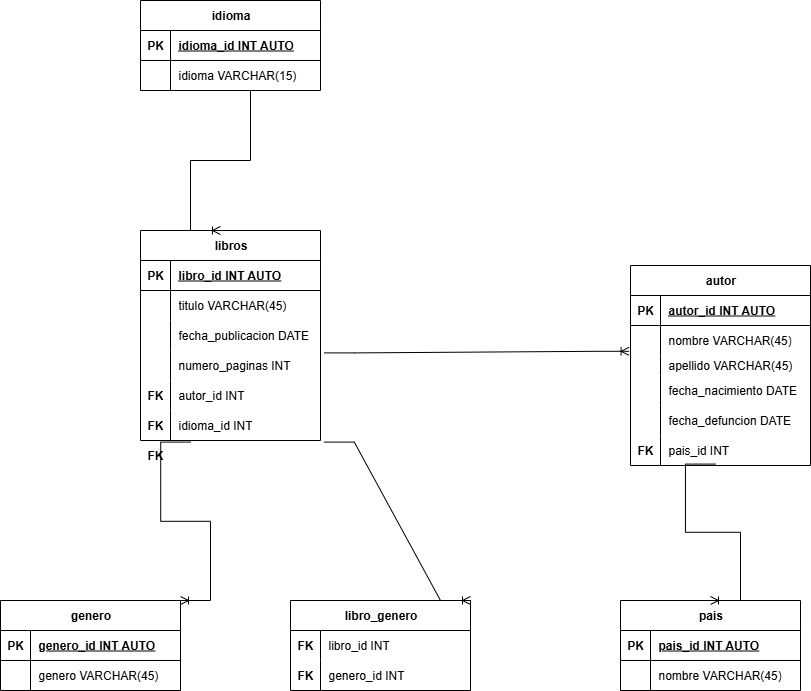 idioma
PK idioma_id INT AUTO
idioma VARCHAR(15)
libros
PK libro_id INT AUTO
titulo VARCHAR(45)
fecha_publicacion DATE
numero_paginas INT
FK autor_id INT
FK idioma_id INT
FK
autor
PK autor_id INT AUTO
nombre VARCHAR(45)
apellido VARCHAR(45)
fecha_nacimiento DATE
fecha_defuncion DATE
FK pais_id INT
genero
PK genero_id INT AUTO
genero VARCHAR(45)
libro_genero
FK libro_id INT
FK genero_id INT
pais
PK pais_id INT AUTO
nombre VARCHAR(45)